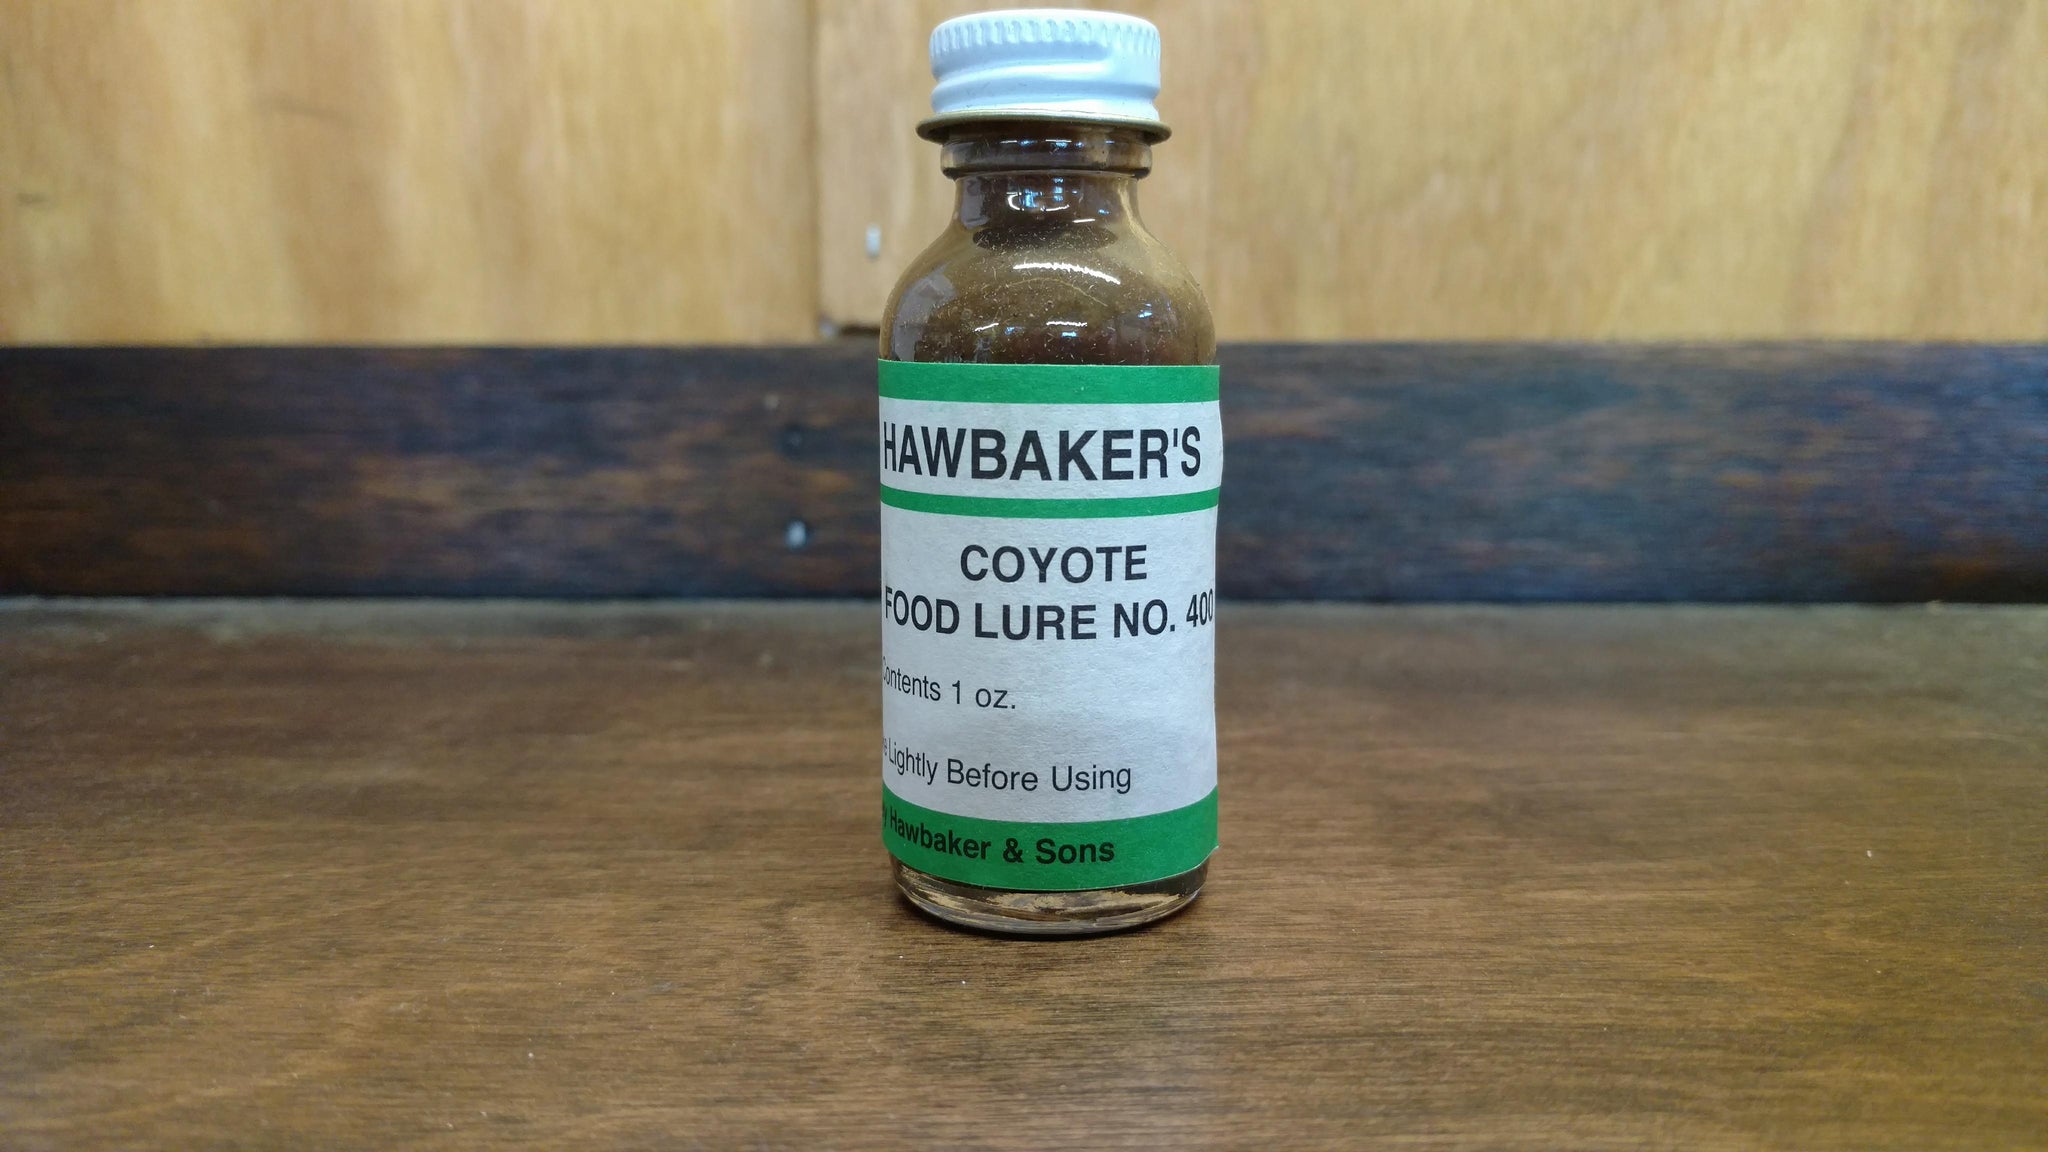 HAWBAKER'S
COYOTE
FOOD LURE NO. 400
Contents 1 oz.
Lightly Before Using
Hawbaker & Sons